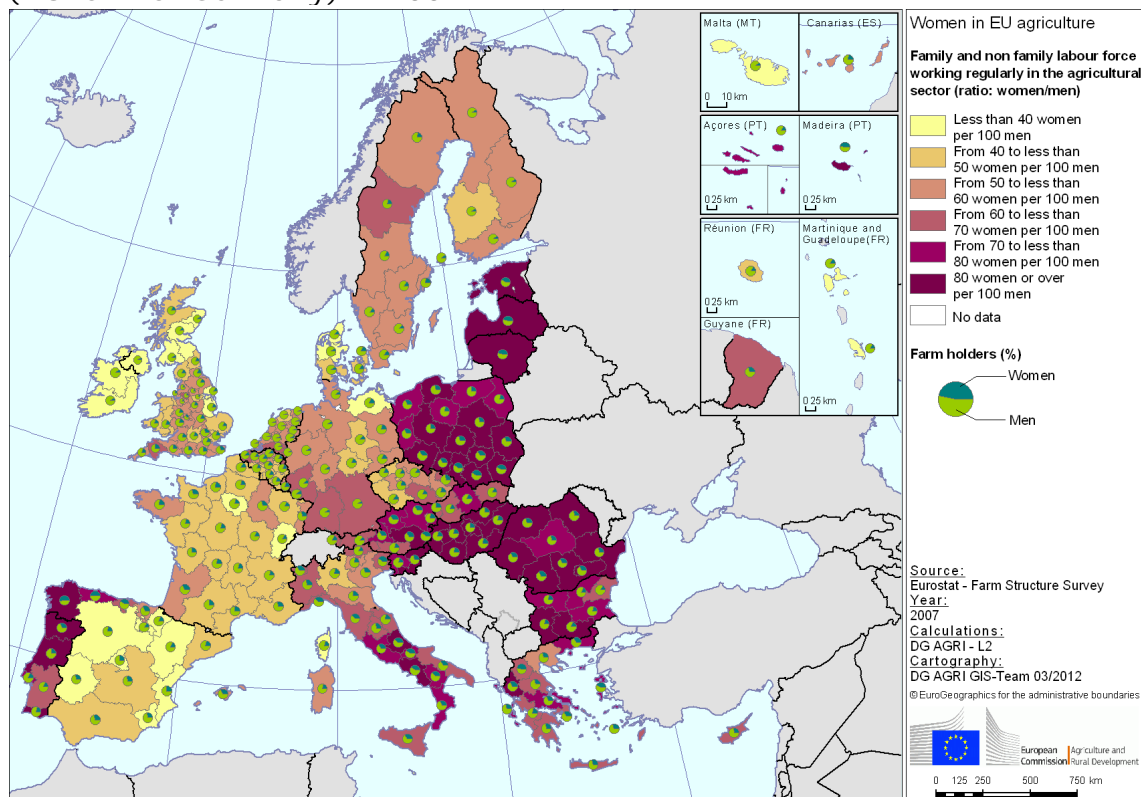 Malta (MT)
0 10 km
Canarias (ES)
Açores (PT)
0 25 km
Madeira (PT)
0 25 km
Réunion (FR)
0 25 km
Martinique and
Guadeloupe(FR)
0 25 km
Guyane (FR)
Women in EU agriculture
Family and non family labour force
working regularly in the agricultural
sector (ratio: women/men)
Less than 40 women
per 100 men
From 40 to less than
50 women per 100 men
From 50 to less than
60 women per 100 men
From 60 to less than
70 women per 100 men
From 70 to less than
80 women per 100 men
80 women or over
per 100 men
No data
Farm holders (%)
Women
Men
Source:
Eurostat - Farm Structure Survey
Year:
2007
Calculations:
DG AGRI - L2
Cartography:
DG AGRI GIS-Team 03/2012
© EuroGeographics for the administrative boundaries
European
Commission
Agriculture and
Rural Development
0 125 250 500 750 km